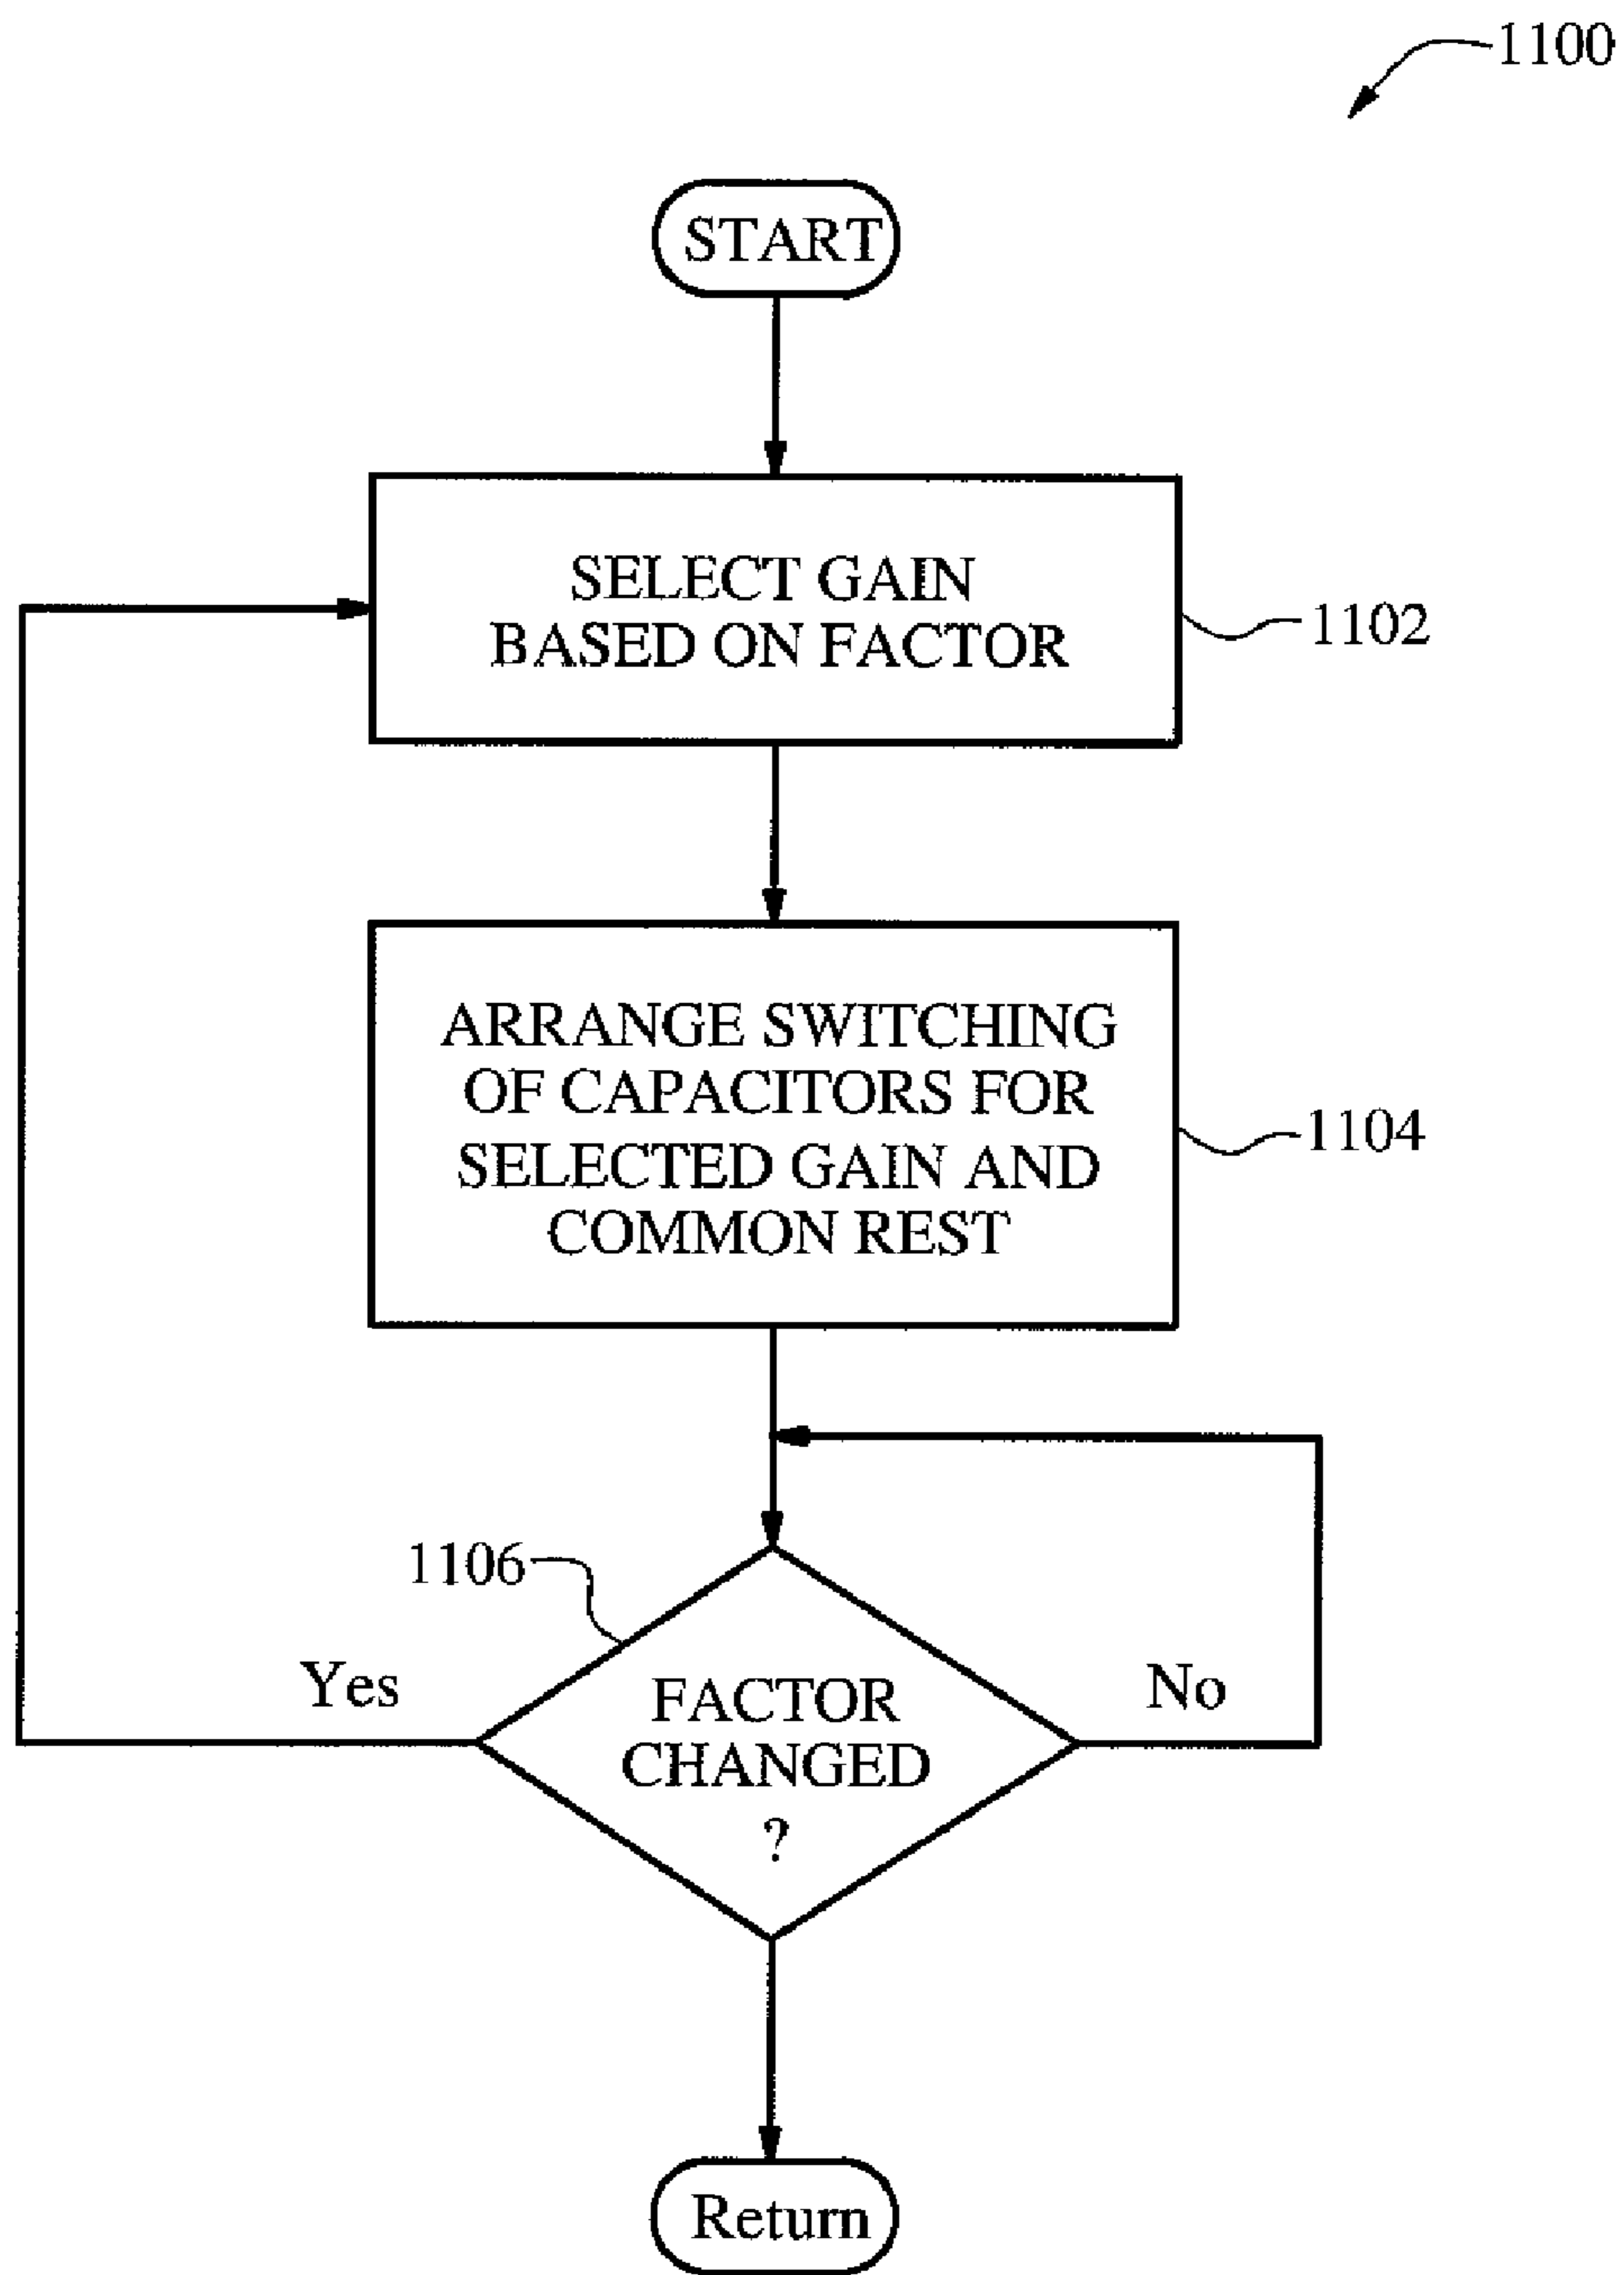 1100
START
SELECT GAIN
BASED ON FACTOR
1102
ARRANGE SWITCHING
OF CAPACITORS FOR
SELECTED GAIN AND
COMMON REST
1104
1106
Yes
FACTOR
CHANGED
?
No
Return